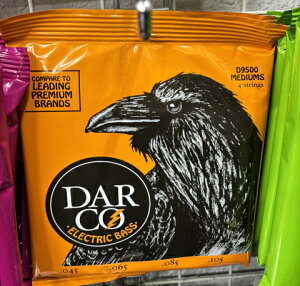 COMPARE TO
LEADING
PREMIUM
BRANDS
D9500
MEDIUMS
4-strings
DAR
CO
ELECTRIC BASS
.045
.065
.085
.105